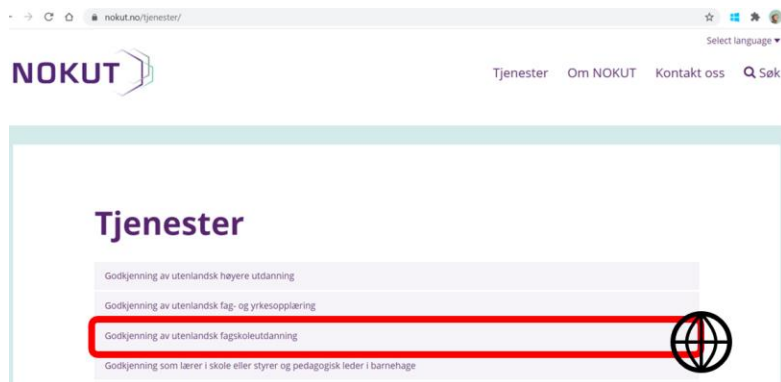 nokut.no/tjenester/
Select language
NOKUT
Tjenester Om NOKUT Kontakt oss Søk
Tjenester
Godkjenning av utenlandsk høyere utdanning
Godkjenning av utenlandsk fag- og yrkesopplæring
Godkjenning av utenlandsk fagskoleutdanning
Godkjenning som lærer i skole eller styrer og pedagogisk leder i barnehage